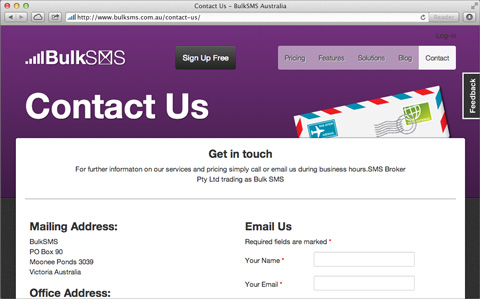 Contact Us – BulkSMS Australia
http://www.bulksms.com.au/contact-us/
Reader
Log-in
BulkSMS
Sign Up Free
Pricing Features Solutions Blog Contact
Contact Us
Feedback
Get in touch
For further informaton on our services and pricing simply call or email us during business hours.SMS Broker
Pty Ltd trading as Bulk SMS
Mailing Address:
BulkSMS
PO Box 90
Moonee Ponds 3039
Victoria Australia
Office Address:
Email Us
Required fields are marked *
Your Name *
Your Email *